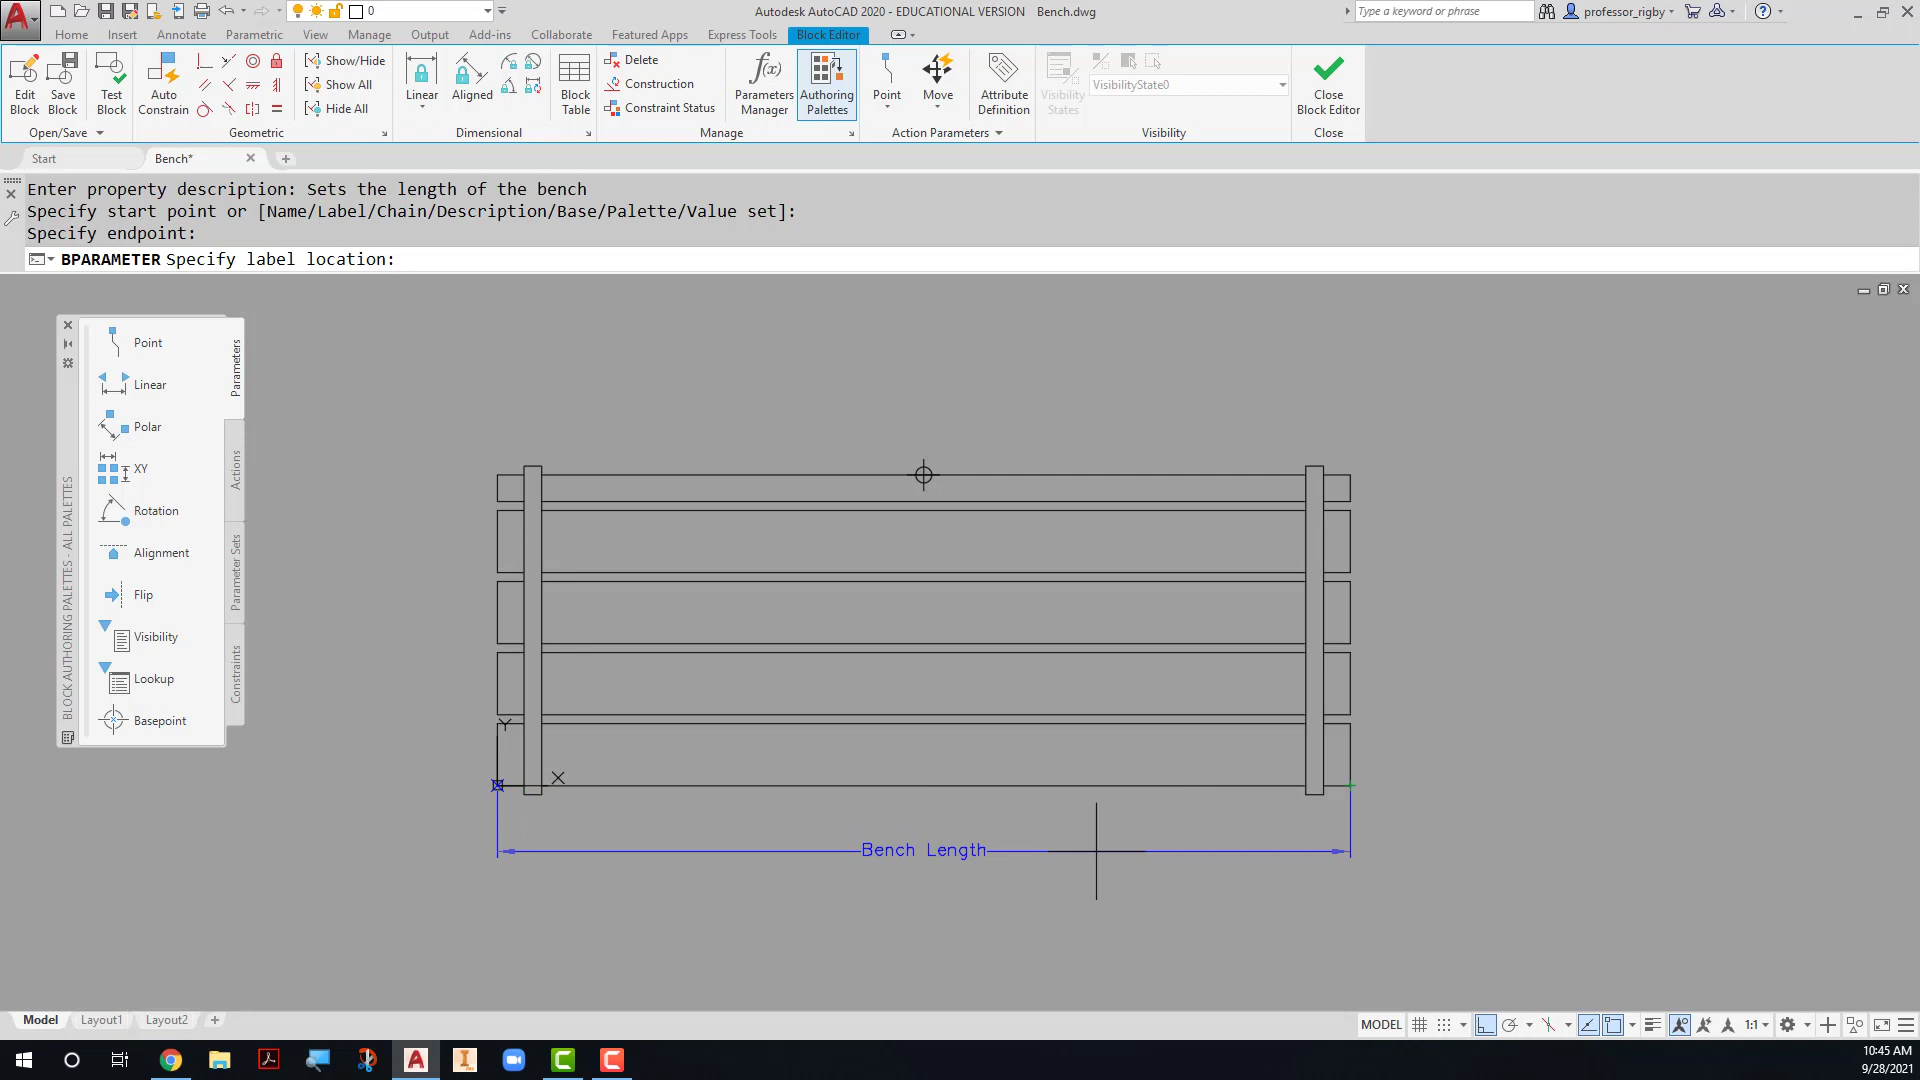 0
Autodesk AutoCAD 2020 - EDUCATIONAL VERSION Bench.dwg
Type a keyword or phrase
professor_rigby
Home Insert Annotate Parametric View Manage Output Add-ins Collaborate Featured Apps Express Tools Block Editor
Edit Block
Save Block
Test Block
Auto Constrain
Show/Hide
Show All
Hide All
Linear
Aligned
Block Table
Delete
Construction
Constraint Status
Parameters Manager
Authoring Palettes
Point
Move
Attribute Definition
Visibility States
VisibilityState0
Close Block Editor
Open/Save
Geometric
Dimensional
Manage
Action Parameters
Visibility
Close
Start
Bench*
Enter property description: Sets the length of the bench
Specify start point or [Name/Label/Chain/Description/Base/Palette/Value set]:
Specify endpoint:
BPARAMETER Specify label location:
Point
Linear
Polar
XY
Rotation
Alignment
Flip
Visibility
Lookup
Basepoint
Parameters
Actions
Parameter Sets
Constraints
BLOCK AUTHORING PALETTES - ALL PALETTES
Y
X
Bench Length
Model Layout1 Layout2
MODEL
1:1
10:45 AM
9/28/2021